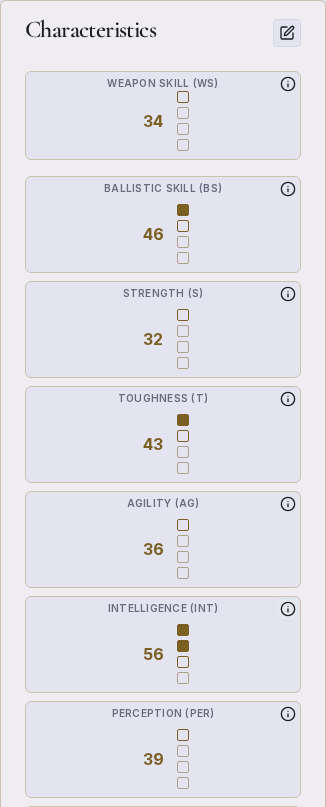 Characteristics
WEAPON SKILL (WS)
34
BALLISTIC SKILL (BS)
46
STRENGTH (S)
32
TOUGHNESS (T)
43
AGILITY (AG)
36
INTELLIGENCE (INT)
56
PERCEPTION (PER)
39